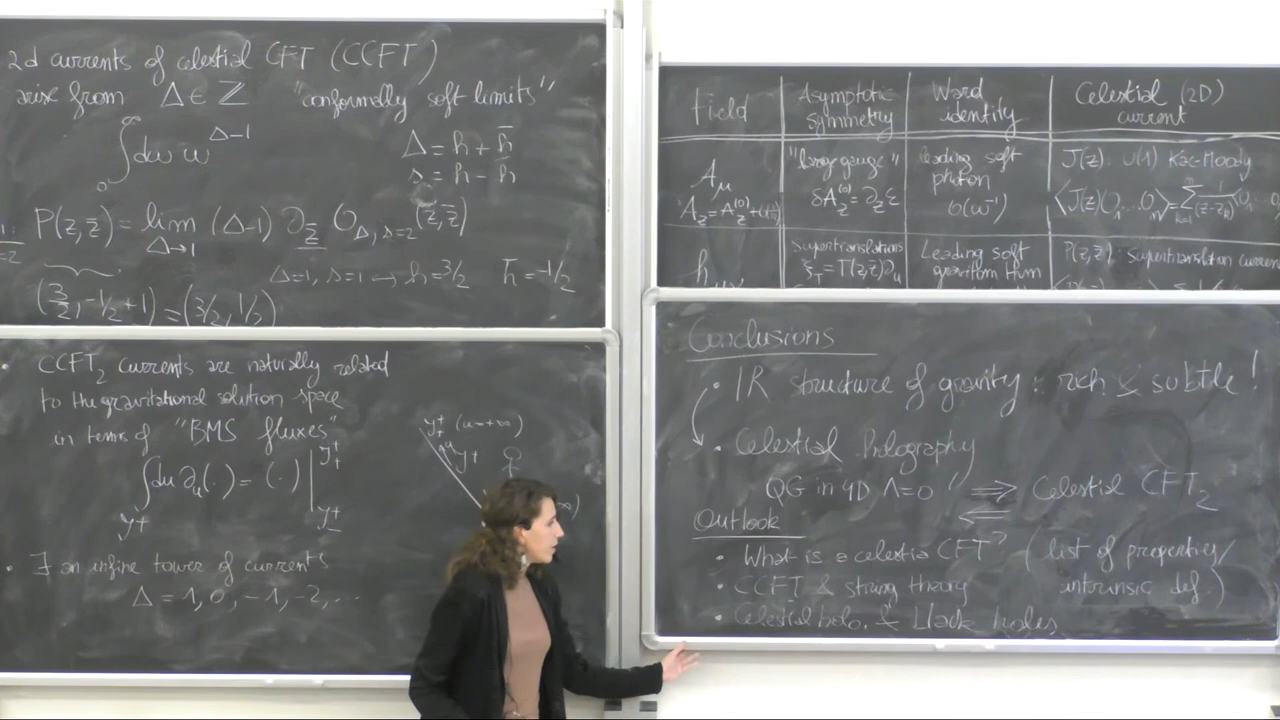 2d currents of celestial CFT (CCFT)
arise from Δ ∈ ℤ "conformally soft limits"
∫₀^∞ dω ω^{Δ-1}
Δ = h + h̄
s = h - h̄
P(z,z̄) = lim_{Δ→1} (Δ-1) ∂_{z̄} O_{Δ,s=2}(z,z̄)
Δ=1, s=1 → h=3/2 h̄=-1/2
(3/2, -1/2+1) = (3/2, 1/2)
• CCFT currents are naturally related
to the gravitational solution space
in terms of "BMS fluxes"
• ∃ an infine tower of currents
Δ = 1, 0, -1, -2, ...
Field
Asymptotic symmetry
Ward identity
Celestial (2D) current
A_μ
"large gauge"
δA_z^{(0)} = ∂_z ε
leading soft photon
O(ω^{-1})
J(z) U(1) Kac-Moody
supertranslations
ξ_T = T(z,z̄)∂_u
Leading soft
graviton thm
P(z,z̄) supertranslation current
Conclusions
• IR structure of gravity : rich & subtle !
• Celestial Holography
QG in 4D Λ=0 ⇌ Celestial CFT₂
Outlook
• What is a celestial CFT? (list of properties/
intrinsic def.)
• CCFT & string theory
• Celestial holo. & black holes